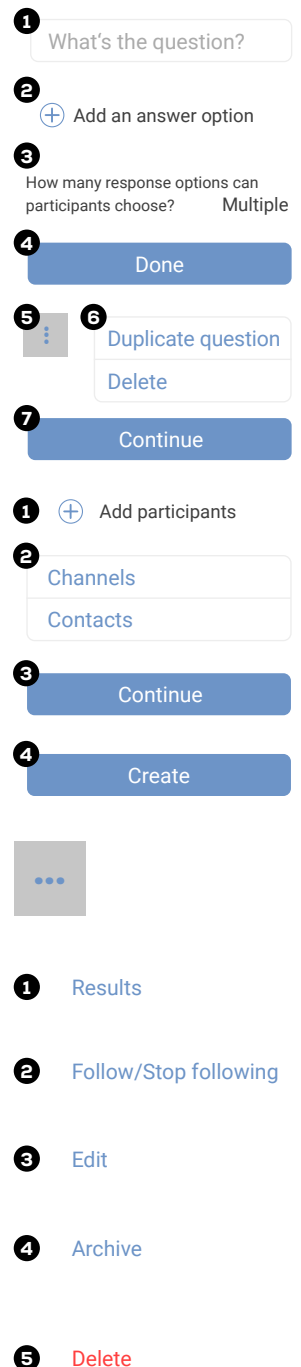 1
What's the question?
2
Add an answer option
3
How many response options can
participants choose? Multiple
4
Done
5
6
Duplicate question
Delete
7
Continue
1 Add participants
2
Channels
Contacts
3
Continue
4
Create
1 Results
2 Follow/Stop following
3 Edit
4 Archive
5 Delete